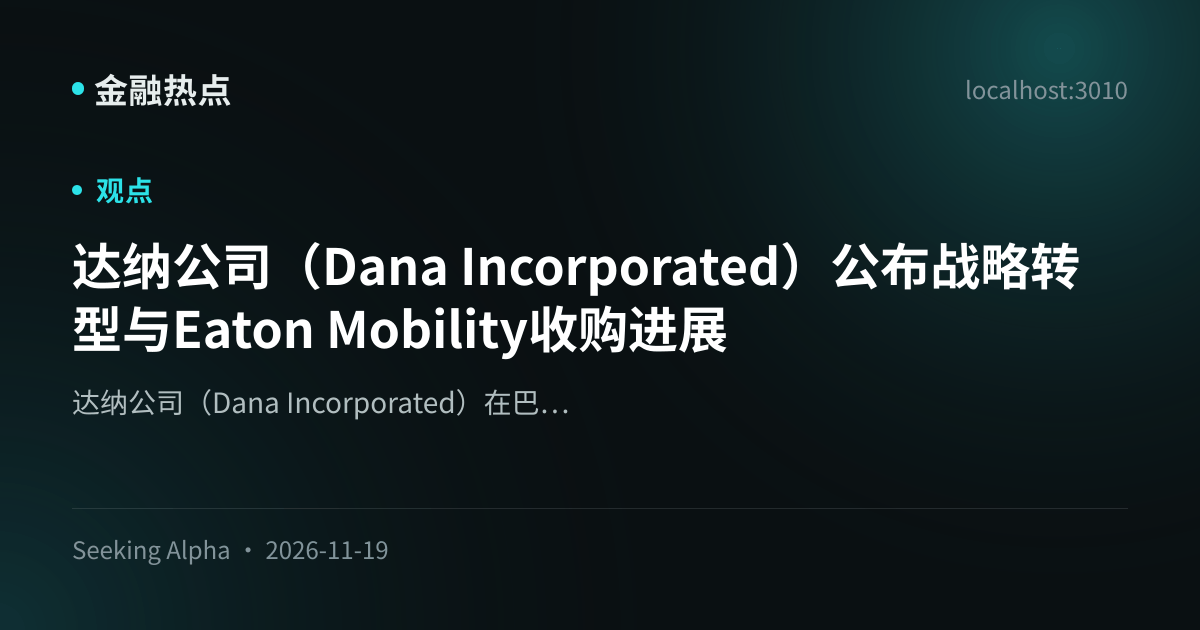 金融热点
localhost:3010
观点
达纳公司（Dana Incorporated）公布战略转
型与Eaton Mobility收购进展
达纳公司（Dana Incorporated）在巴…
Seeking Alpha · 2026-11-19